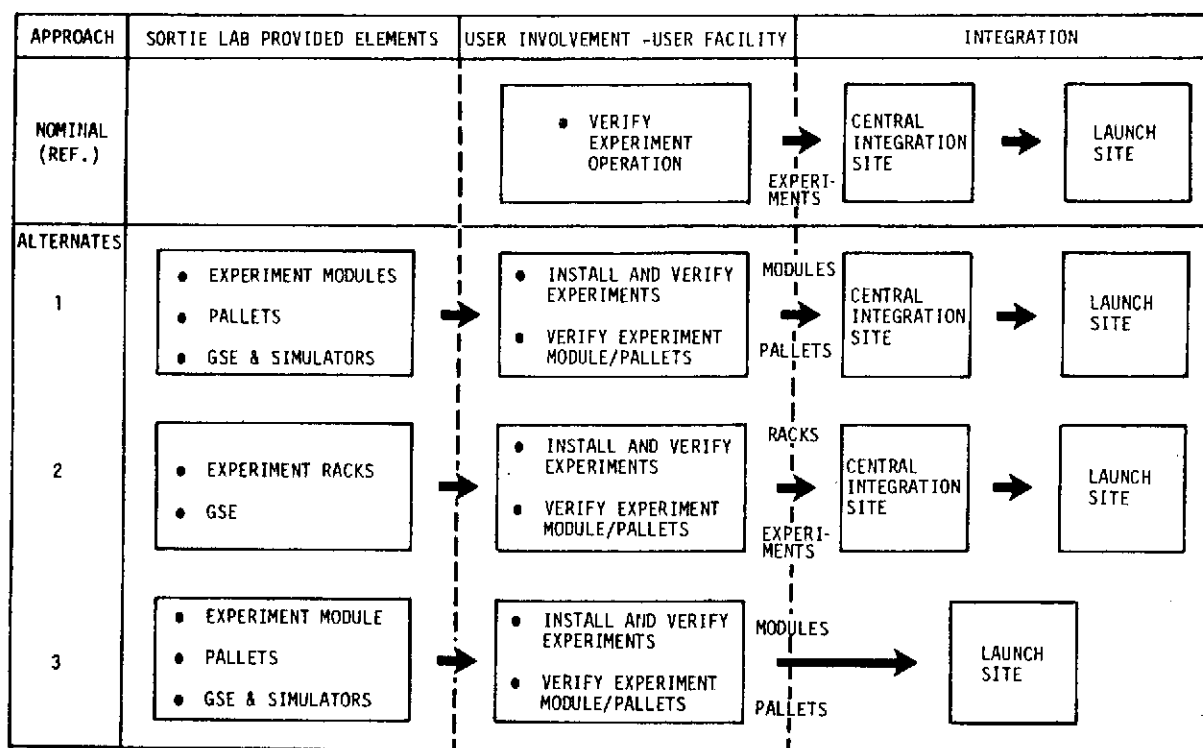 APPROACH
SORTIE LAB PROVIDED ELEMENTS
USER INVOLVEMENT -USER FACILITY
INTEGRATION
NOMINAL
(REF.)
• VERIFY
EXPERIMENT
OPERATION
EXPERI-
MENTS
CENTRAL
INTEGRATION
SITE
LAUNCH
SITE
ALTERNATES
1
• EXPERIMENT MODULES
• PALLETS
• GSE & SIMULATORS
• INSTALL AND VERIFY
EXPERIMENTS
• VERIFY EXPERIMENT
MODULE/PALLETS
MODULES
PALLETS
CENTRAL
INTEGRATION
SITE
LAUNCH
SITE
2
• EXPERIMENT RACKS
• GSE
• INSTALL AND VERIFY
EXPERIMENTS
• VERIFY EXPERIMENT
MODULE/PALLETS
RACKS
EXPERI-
MENTS
CENTRAL
INTEGRATION
SITE
LAUNCH
SITE
3
• EXPERIMENT MODULE
• PALLETS
• GSE & SIMULATORS
• INSTALL AND VERIFY
EXPERIMENTS
• VERIFY EXPERIMENT
MODULE/PALLETS
MODULES
PALLETS
LAUNCH
SITE